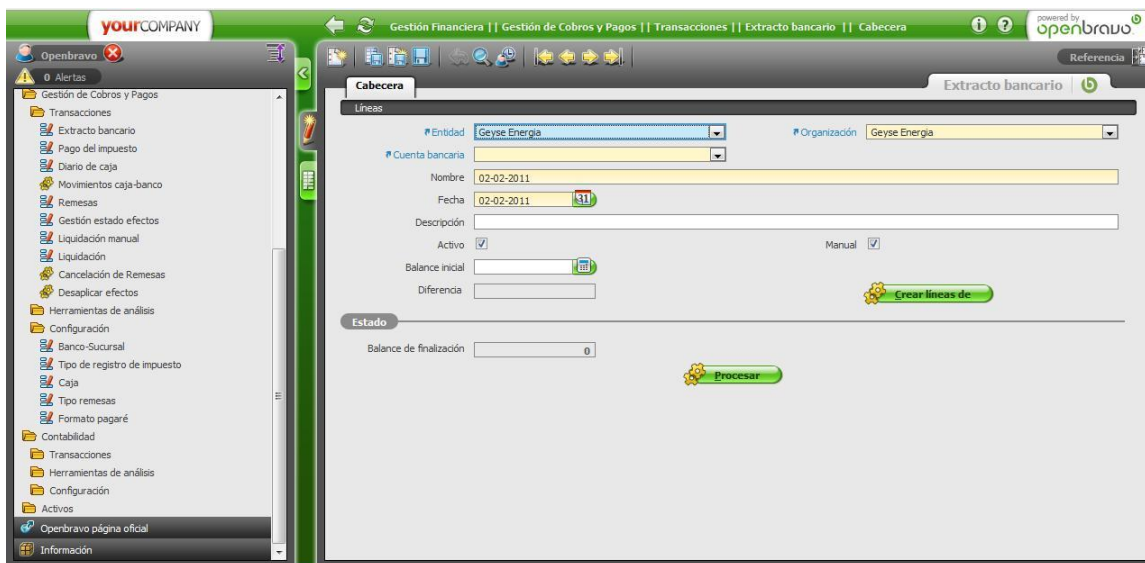 yourCOMPANY
Gestión Financiera || Gestión de Cobros y Pagos || Transacciones || Extracto bancario || Cabecera
powered by
openbravo
Openbravo
0 Alertas
Referencia
Gestión de Cobros y Pagos
Transacciones
Extracto bancario
Pago del impuesto
Diario de caja
Movimientos caja-banco
Remesas
Gestión estado efectos
Liquidación manual
Liquidación
Cancelación de Remesas
Desaplicar efectos
Herramientas de análisis
Configuración
Banco-Sucursal
Tipo de registro de impuesto
Caja
Tipo remesas
Formato pagaré
Contabilidad
Transacciones
Herramientas de análisis
Configuración
Activos
Openbravo página oficial
Información
Cabecera
Extracto bancario
Líneas
Entidad Geyse Energia
Organización Geyse Energia
Cuenta bancaria
Nombre 02-02-2011
Fecha 02-02-2011 31
Descripción
Activo
Manual
Balance inicial
Diferencia
Crear líneas de
Estado
Balance de finalización 0
Procesar